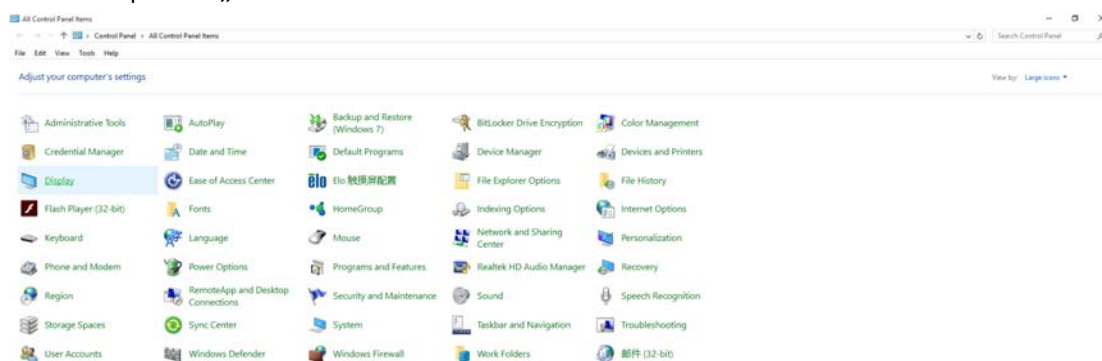 All Control Panel Items
Control Panel › All Control Panel Items
Search Control Panel
File Edit View Tools Help
Adjust your computer's settings
View by: Large icons
Administrative Tools
AutoPlay
Backup and Restore
(Windows 7)
BitLocker Drive Encryption
Color Management
Credential Manager
Date and Time
Default Programs
Device Manager
Devices and Printers
Display
Ease of Access Center
elo
Elo 触摸屏配置
File Explorer Options
File History
Flash Player (32-bit)
Fonts
HomeGroup
Indexing Options
Internet Options
Keyboard
Language
Mouse
Network and Sharing
Center
Personalization
Phone and Modem
Power Options
Programs and Features
Realtek HD Audio Manager
Recovery
Region
RemoteApp and Desktop
Connections
Security and Maintenance
Sound
Speech Recognition
Storage Spaces
Sync Center
System
Taskbar and Navigation
Troubleshooting
User Accounts
Windows Defender
Windows Firewall
Work Folders
邮件 (32-bit)